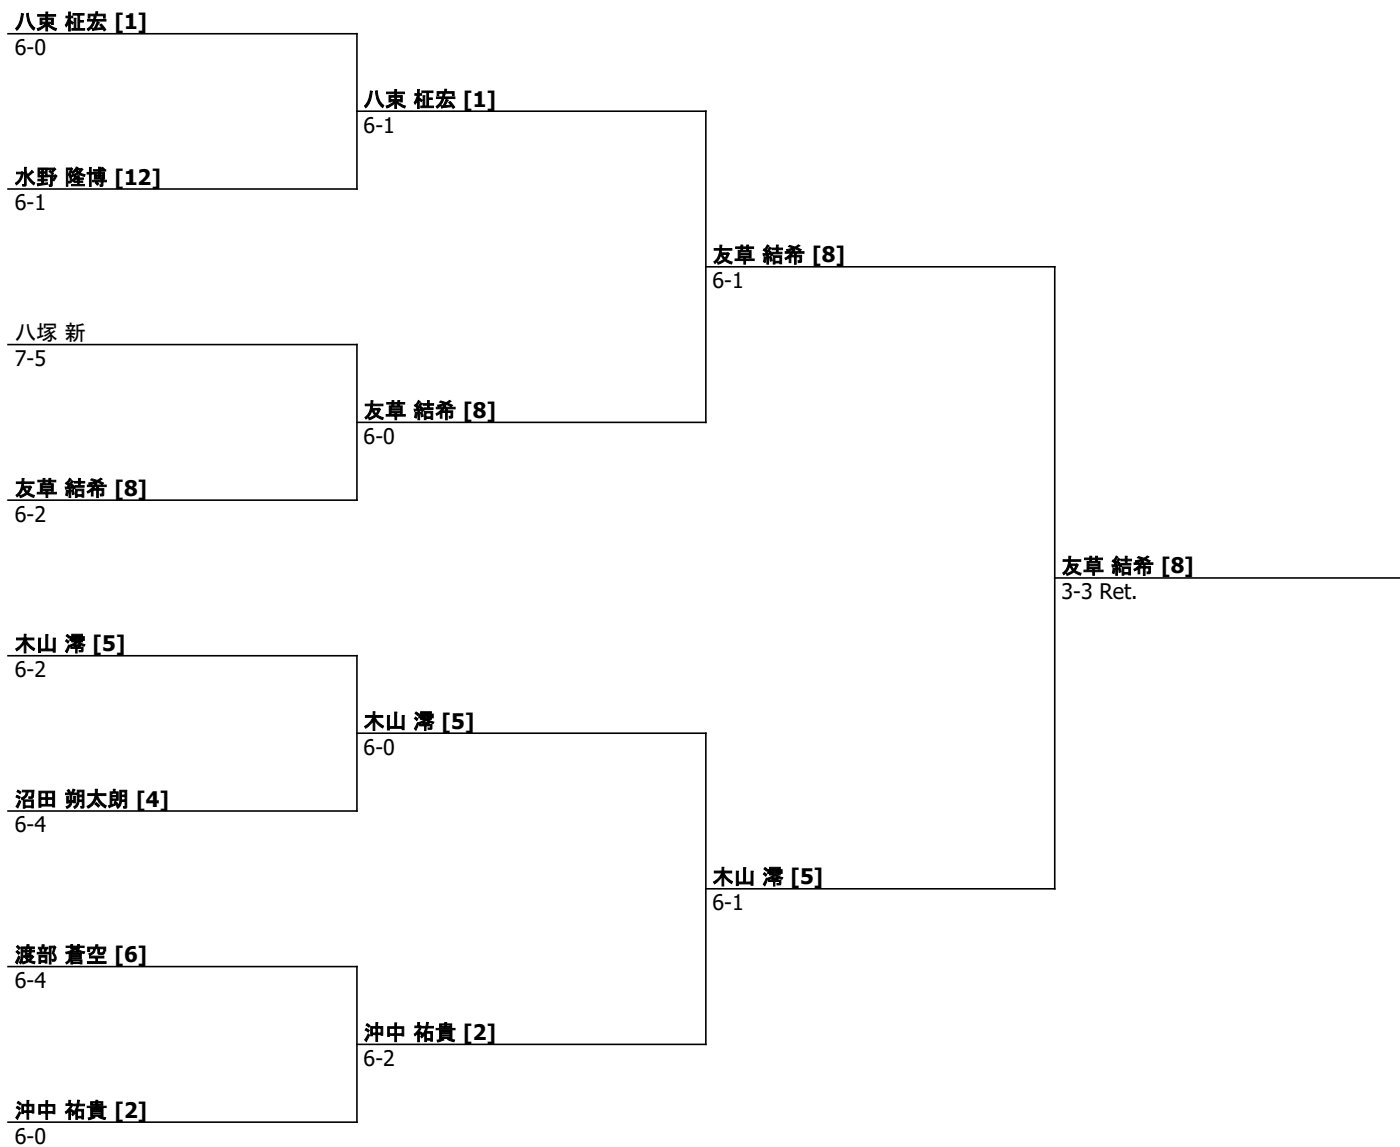 八束 柾宏 [1]
6-0
八束 柾宏 [1]
6-1
水野 隆博 [12]
6-1
友草 結希 [8]
6-1
八塚 新
7-5
友草 結希 [8]
6-0
友草 結希 [8]
6-2
友草 結希 [8]
3-3 Ret.
木山 澪 [5]
6-2
木山 澪 [5]
6-0
沼田 朔太朗 [4]
6-4
木山 澪 [5]
6-1
渡部 蒼空 [6]
6-4
沖中 祐貴 [2]
6-2
沖中 祐貴 [2]
6-0